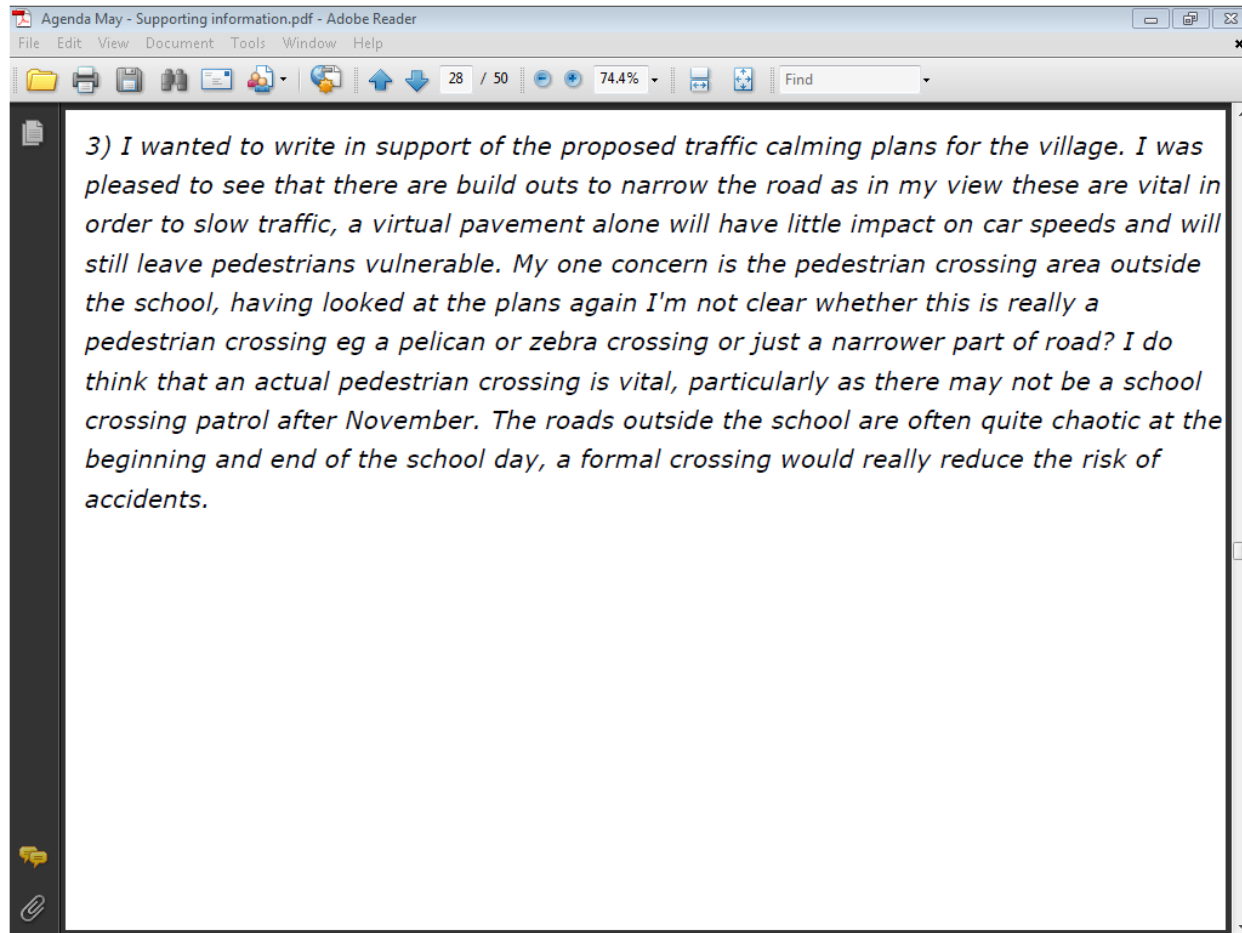 Agenda May - Supporting information.pdf - Adobe Reader
File Edit View Document Tools Window Help
28 / 50 74.4% Find
3) I wanted to write in support of the proposed traffic calming plans for the village. I was
pleased to see that there are build outs to narrow the road as in my view these are vital in
order to slow traffic, a virtual pavement alone will have little impact on car speeds and will
still leave pedestrians vulnerable. My one concern is the pedestrian crossing area outside
the school, having looked at the plans again I'm not clear whether this is really a
pedestrian crossing eg a pelican or zebra crossing or just a narrower part of road? I do
think that an actual pedestrian crossing is vital, particularly as there may not be a school
crossing patrol after November. The roads outside the school are often quite chaotic at the
beginning and end of the school day, a formal crossing would really reduce the risk of
accidents.